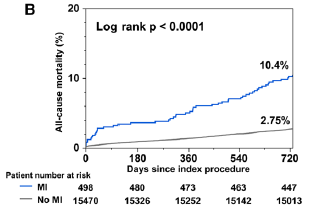 B
Log rank p < 0.0001
All-cause mortality (%)
20
10
0
10.4%
2.75%
0 180 360 540 720
Days since index procedure
Patient number at risk
MI 498 480 473 463 447
No MI 15470 15326 15252 15142 15013